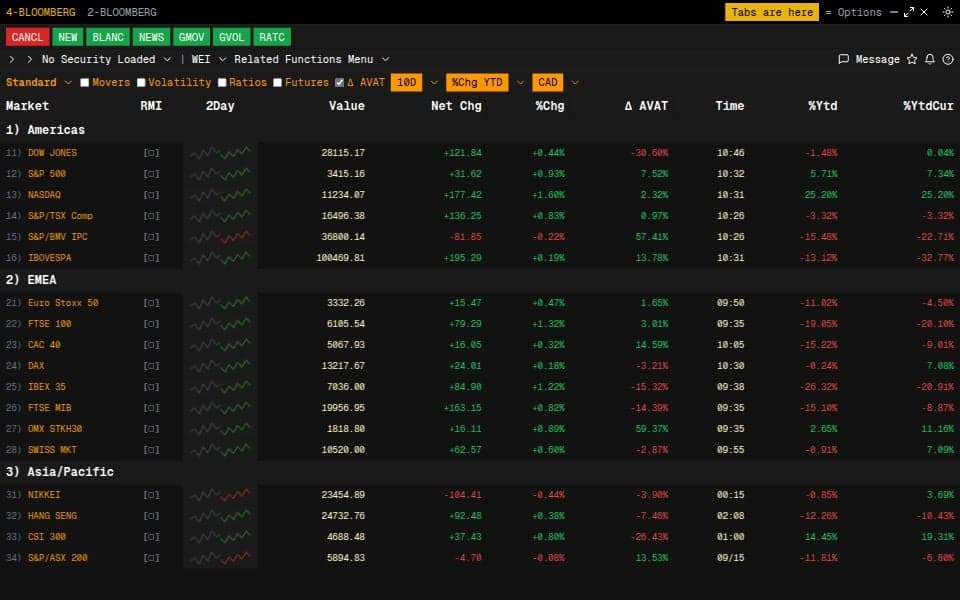 4-BLOOMBERG 2-BLOOMBERG Tabs are here = Options
CANCL NEW BLANC NEWS GMOV GVOL RATC
No Security Loaded | WEI Related Functions Menu Message
Standard Movers Volatility Ratios Futures Δ AVAT 10D %Chg YTD CAD
Market RMI 2Day Value Net Chg %Chg Δ AVAT Time %Ytd %YtdCur
1) Americas
11) DOW JONES 28115.17 +121.84 +0.44% -30.60% 10:46 -1.48% 0.04%
12) S&P 500 3415.16 +31.62 +0.93% 7.52% 10:32 5.71% 7.34%
13) NASDAQ 11234.07 +177.42 +1.60% 2.32% 10:31 25.20% 25.20%
14) S&P/TSX Comp 16496.38 +136.25 +0.83% 0.97% 10:26 -3.32% -3.32%
15) S&P/BMV IPC 36800.14 -81.85 -0.22% 57.41% 10:26 -15.48% -22.71%
16) IBOVESPA 100469.81 +195.29 +0.19% 13.78% 10:31 -13.12% -32.77%
2) EMEA
21) Euro Stoxx 50 3332.26 +15.47 +0.47% 1.65% 09:50 -11.02% -4.50%
22) FTSE 100 6105.54 +79.29 +1.32% 3.01% 09:35 -19.05% -20.10%
23) CAC 40 5067.93 +16.05 +0.32% 14.59% 10:05 -15.22% -9.01%
24) DAX 13217.67 +24.01 +0.18% -3.21% 10:30 -0.24% 7.08%
25) IBEX 35 7036.00 +84.90 +1.22% -15.32% 09:38 -26.32% -20.91%
26) FTSE MIB 19956.95 +163.15 +0.82% -14.39% 09:35 -15.10% -8.87%
27) OMX STKH30 1818.80 +16.11 +0.89% 59.37% 09:35 2.65% 11.16%
28) SWISS MKT 10520.00 +62.57 +0.60% -2.87% 09:55 -0.91% 7.09%
3) Asia/Pacific
31) NIKKEI 23454.89 -104.41 -0.44% -3.90% 00:15 -0.85% 3.69%
32) HANG SENG 24732.76 +92.48 +0.38% -7.46% 02:08 -12.26% -10.43%
33) CSI 300 4688.48 +37.43 +0.80% -26.43% 01:00 14.45% 19.31%
34) S&P/ASX 200 5894.83 -4.70 -0.08% 13.53% 09/15 -11.81% -6.80%